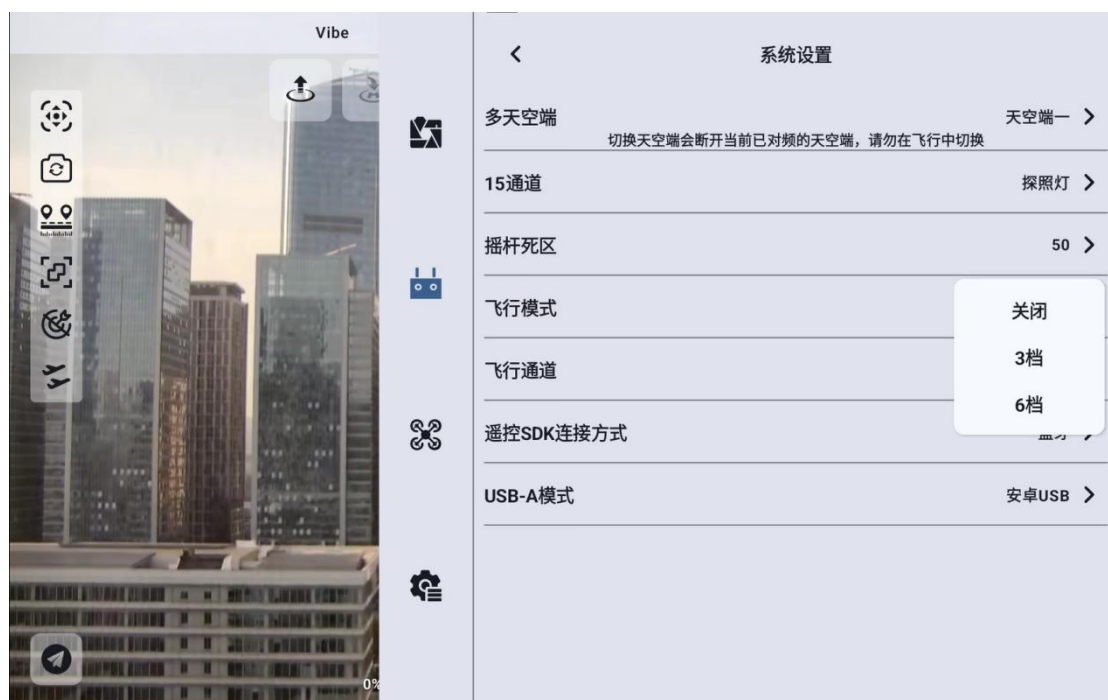 Vibe
系统设置
多天空端
天空端一
切换天空端会断开当前已对频的天空端，请勿在飞行中切换
15通道
探照灯
摇杆死区
50
飞行模式
关闭
飞行通道
3档
6档
遥控SDK连接方式
USB-A模式
安卓USB
0%